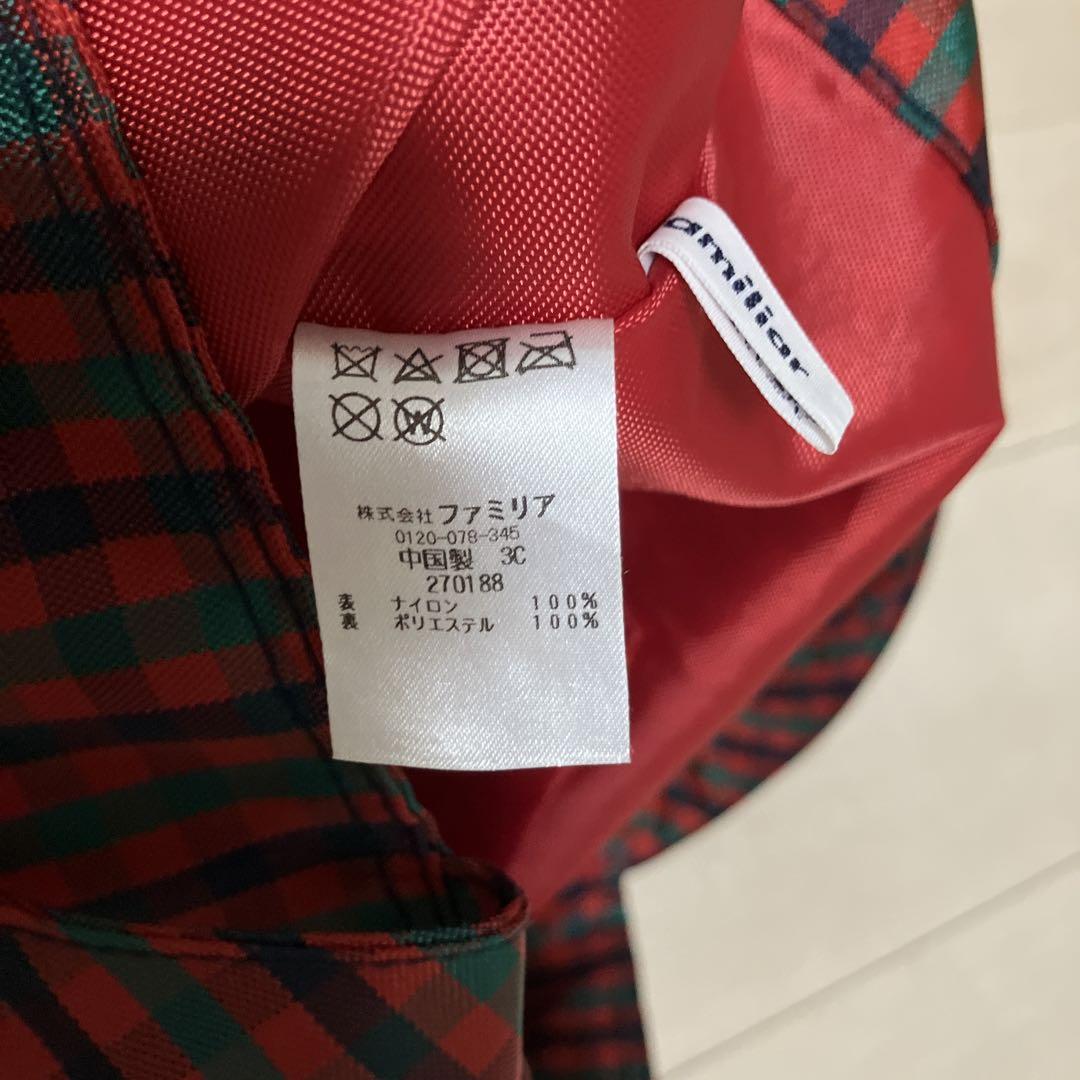 amiliar
W
株式会社ファミリア
0120-078-345
中国製 3C
270188
表 ナイロン 100%
裏 ポリエステル 100%